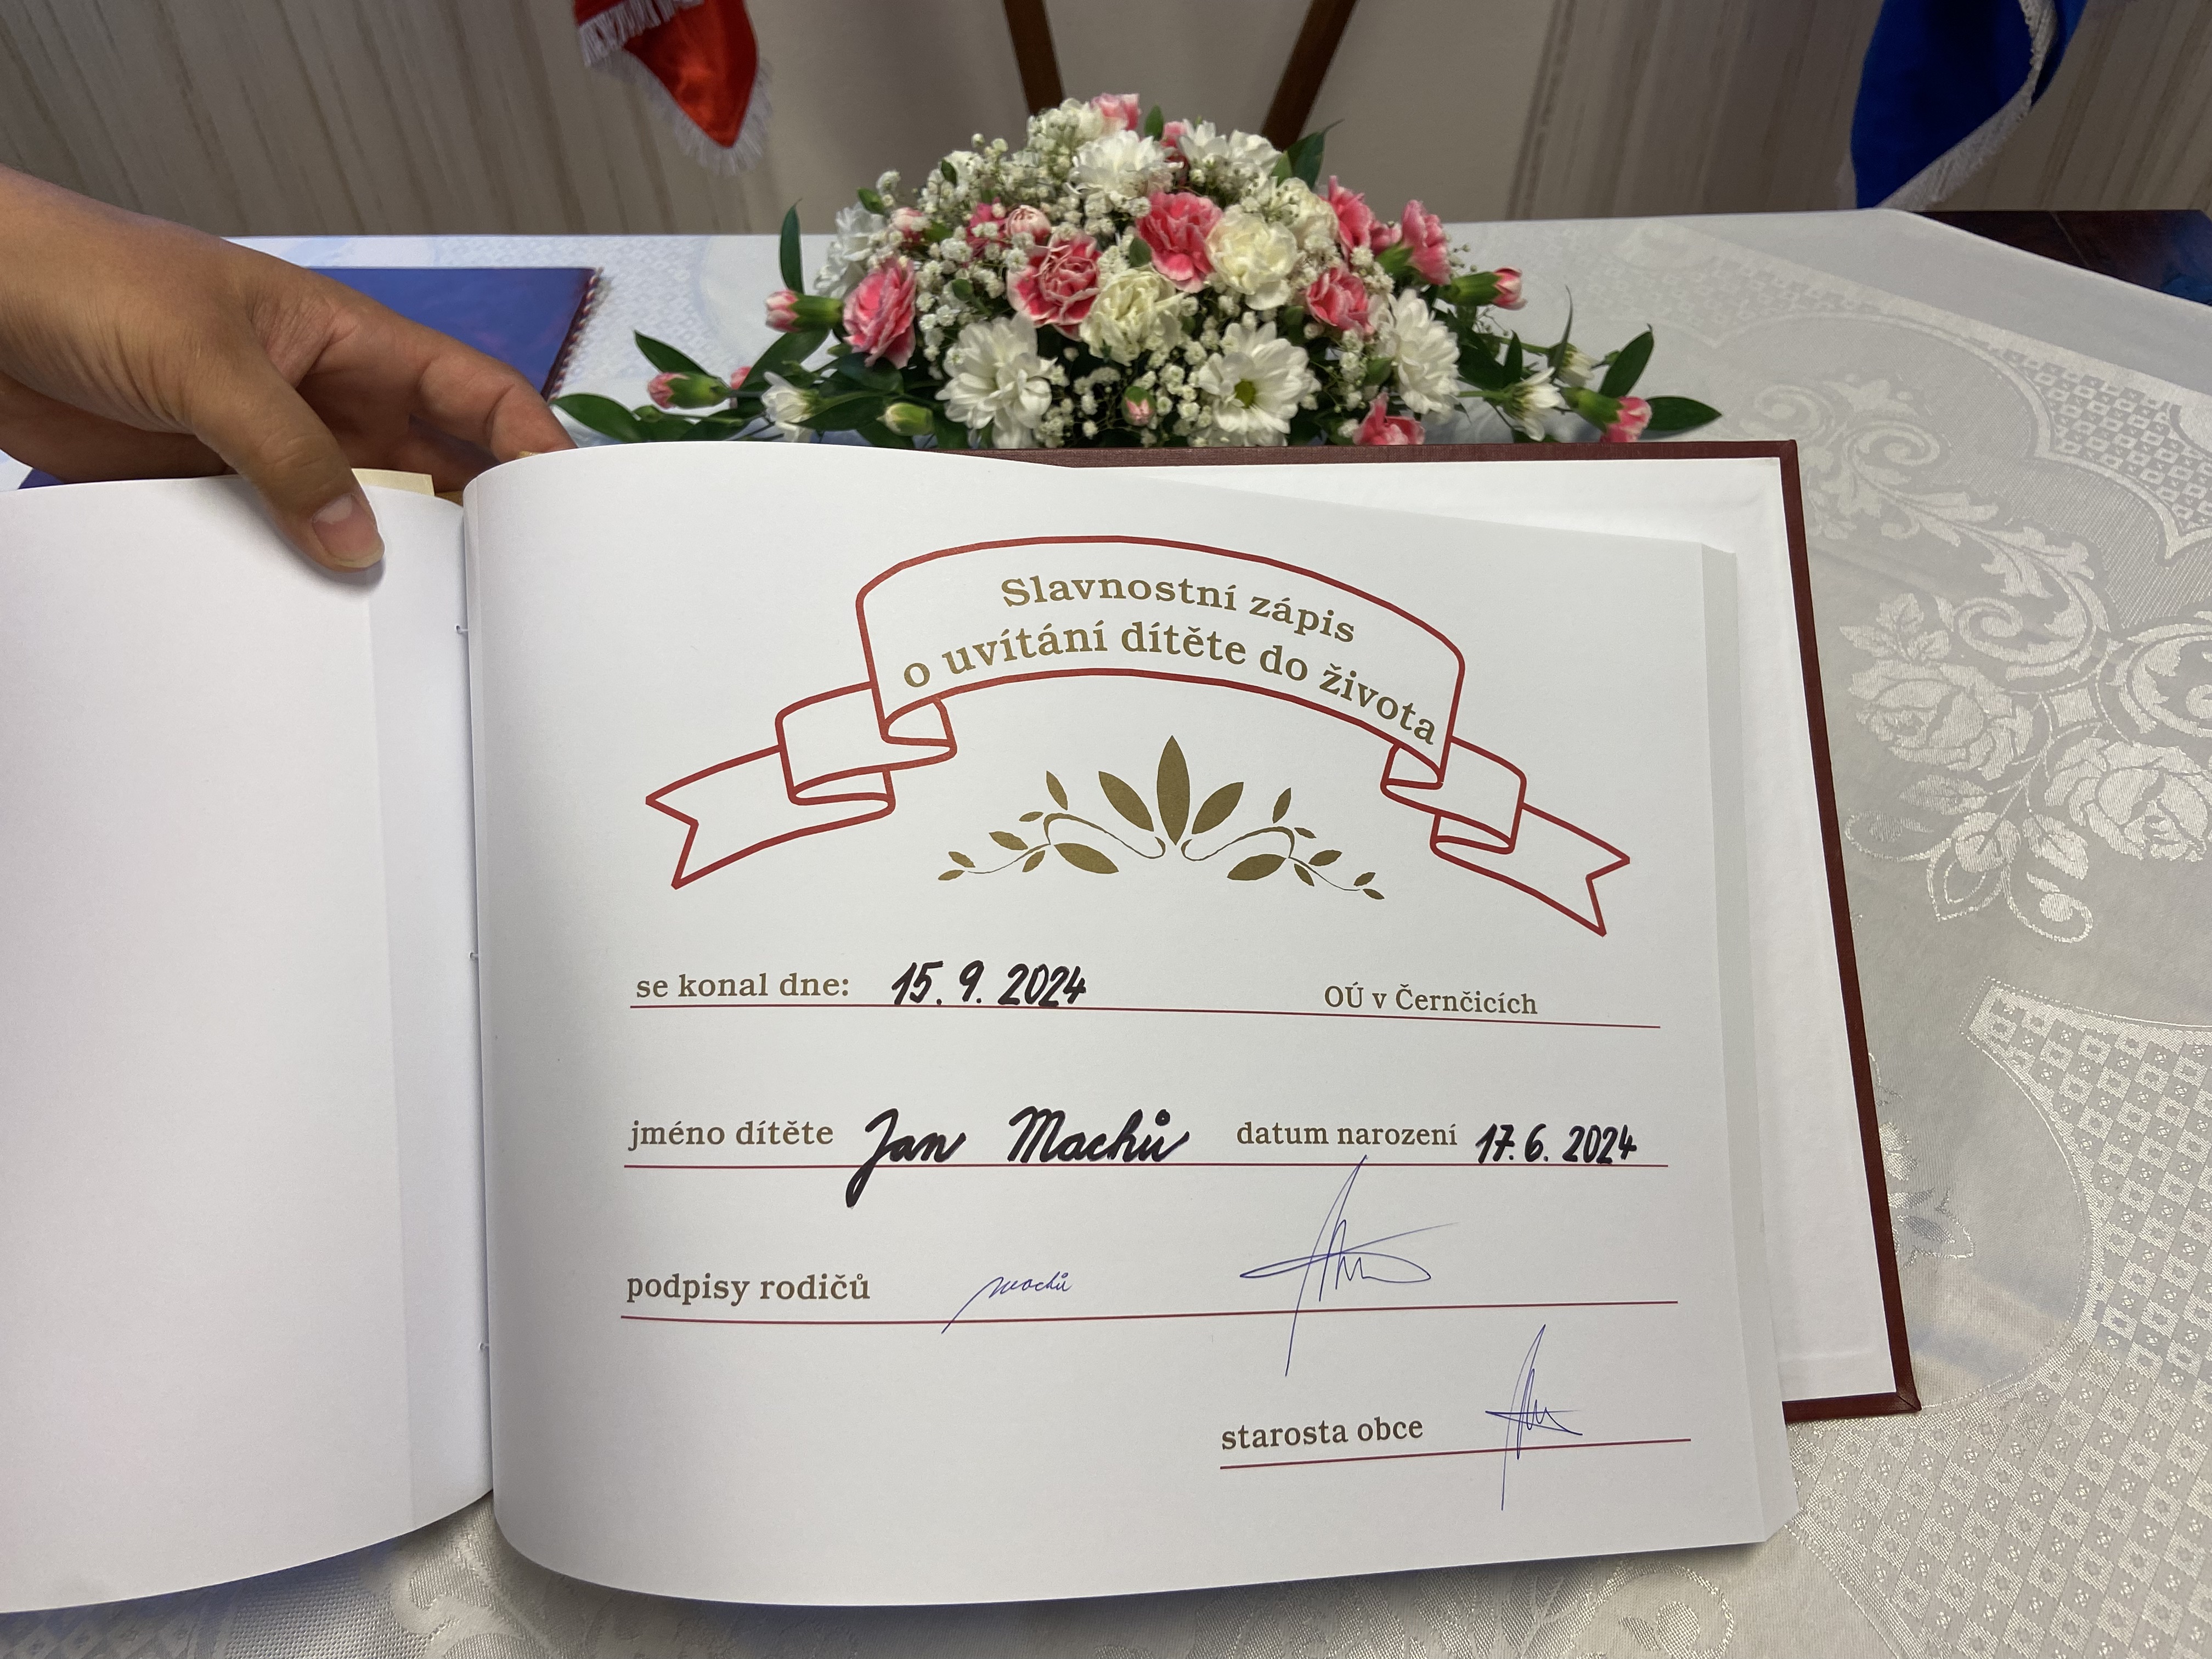 Slavnostní zápis
o uvítání dítěte do života
se konal dne: 15. 9. 2024 OÚ v Černčicích
jméno dítěte Jan Machů datum narození 17. 6. 2024
podpisy rodičů Machů
starosta obce